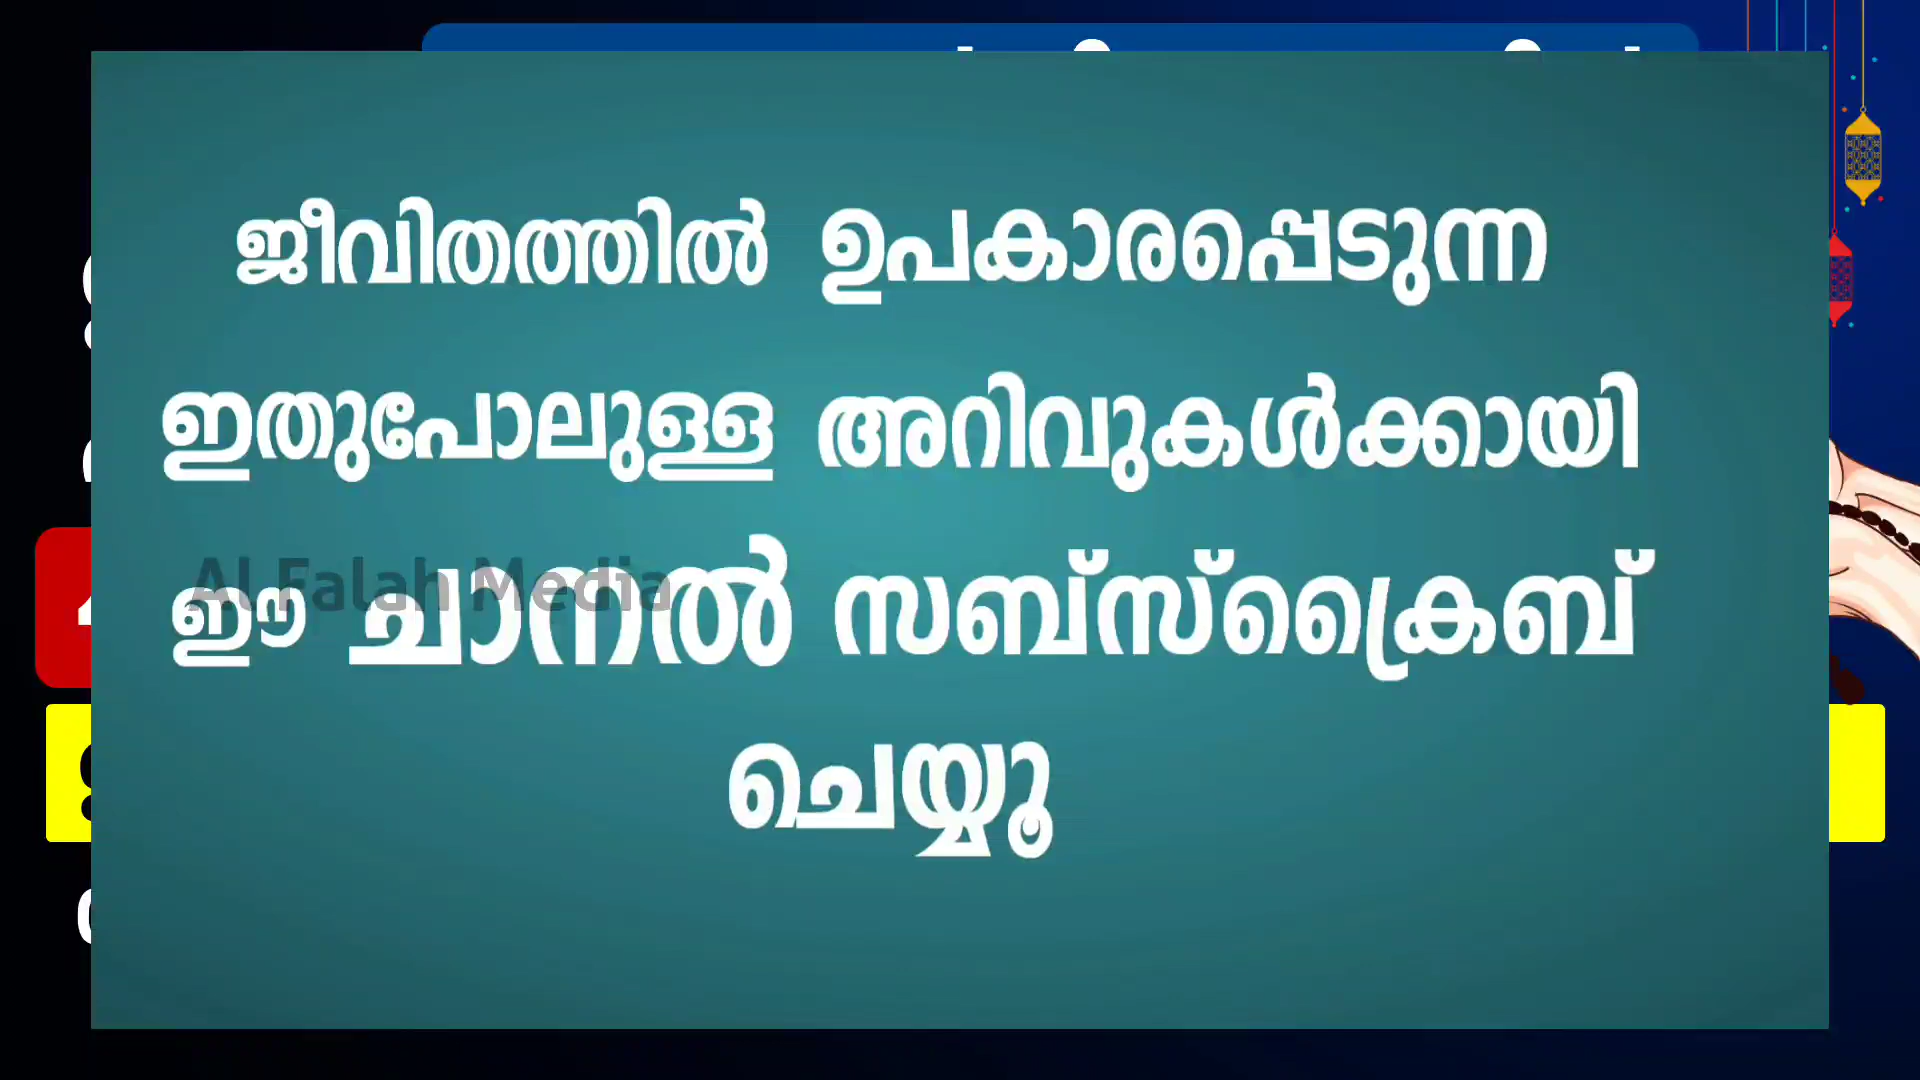 ജീവിതത്തിൽ ഉപകാരപ്പെടുന്ന
ഇതുപോലുള്ള അറിവുകൾക്കായി
Al Falah Media
ഈ ചാനൽ സബ്സ്ക്രൈബ്
ചെയ്യൂ